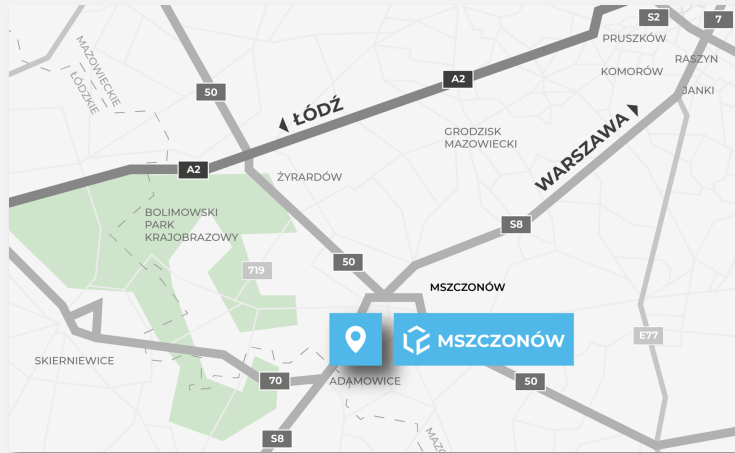 S2
7
PRUSZKÓW
RASZYN
MAZOWIECKIE
ŁÓDZKIE
KOMORÓW
A2
50
JANKI
ŁÓDŹ
GRODZISK
MAZOWIECKI
WARSZAWA
A2
ŻYRARDÓW
BOLIMOWSKI
PARK
KRAJOBRAZOWY
S8
50
719
MSZCZONÓW
E77
MSZCZONÓW
SKIERNIEWICE
70
ADAMOWICE
50
S8
MAZO